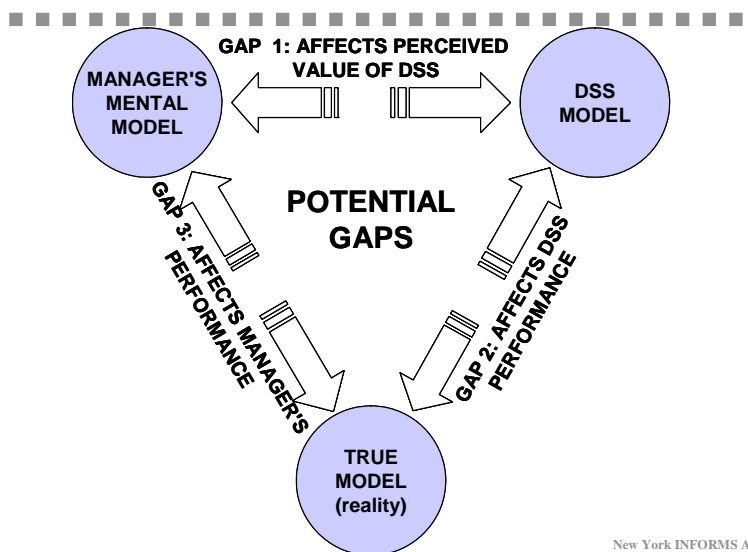 GAP 1: AFFECTS PERCEIVED
VALUE OF DSS
MANAGER'S
MENTAL
MODEL
DSS
MODEL
POTENTIAL
GAPS
GAP 3: AFFECTS MANAGER'S
PERFORMANCE
GAP 2: AFFECTS DSS
PERFORMANCE
TRUE
MODEL
(reality)
New York INFORMS A